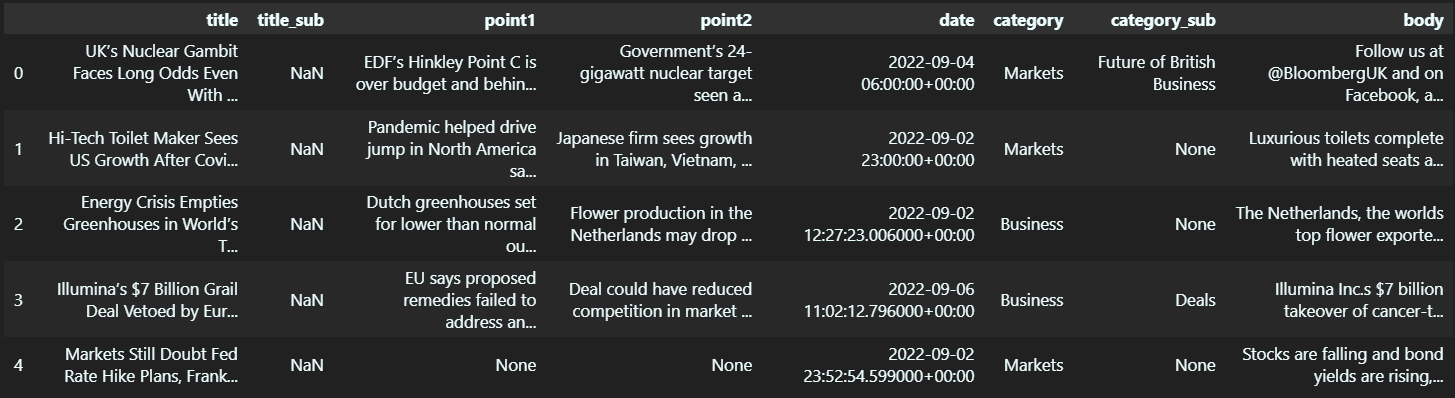 title title_sub point1 point2 date category category_sub body
0 UK's Nuclear Gambit Faces Long Odds Even With ... NaN EDF's Hinkley Point C is over budget and behin... Government's 24-gigawatt nuclear target seen a... 2022-09-04 06:00:00+00:00 Markets Future of British Business Follow us at @BloombergUK and on Facebook, a...
1 Hi-Tech Toilet Maker Sees US Growth After Covi... NaN Pandemic helped drive jump in North America sa... Japanese firm sees growth in Taiwan, Vietnam, ... 2022-09-02 23:00:00+00:00 Markets None Luxurious toilets complete with heated seats a...
2 Energy Crisis Empties Greenhouses in World's T... NaN Dutch greenhouses set for lower than normal ou... Flower production in the Netherlands may drop ... 2022-09-02 12:27:23.006000+00:00 Business None The Netherlands, the worlds top flower exporte...
3 Illumina's $7 Billion Grail Deal Vetoed by Eur... NaN EU says proposed remedies failed to address an... Deal could have reduced competition in market ... 2022-09-06 11:02:12.796000+00:00 Business Deals Illumina Inc.s $7 billion takeover of cancer-t...
4 Markets Still Doubt Fed Rate Hike Plans, Frank... NaN None None 2022-09-02 23:52:54.599000+00:00 Markets None Stocks are falling and bond yields are rising,...